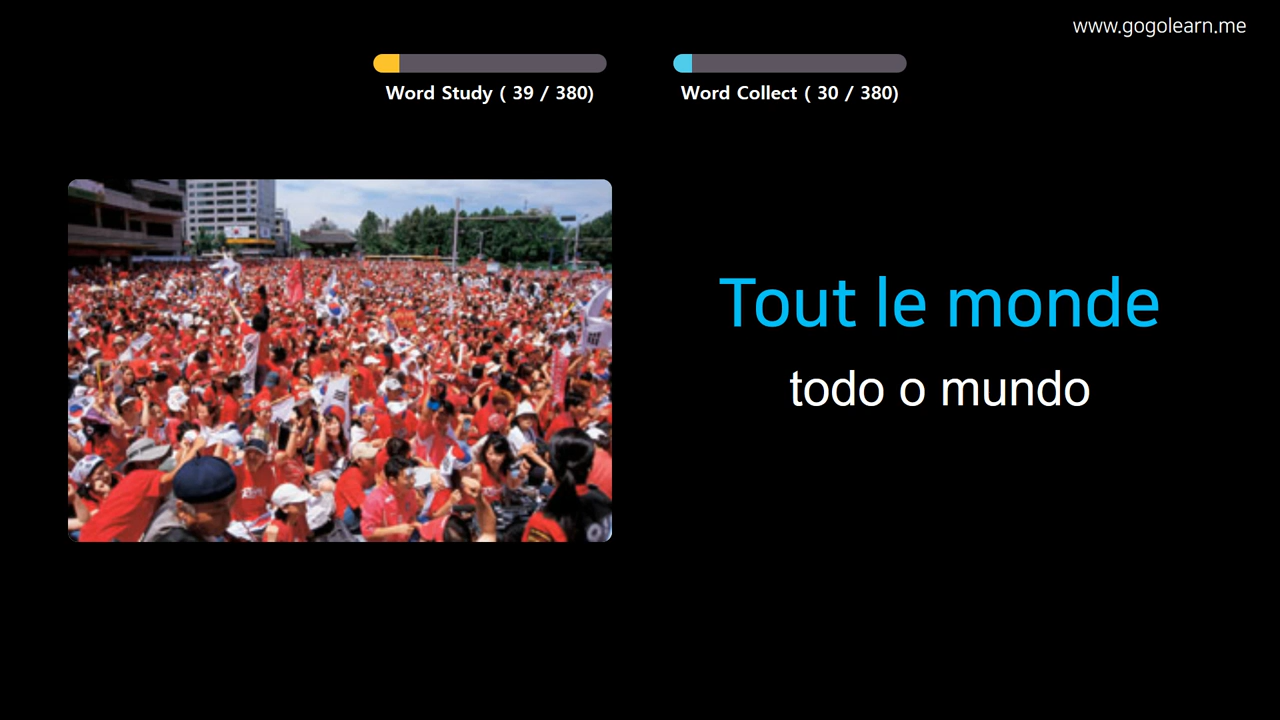 www.gogolearn.me
Word Study ( 39 / 380)
Word Collect ( 30 / 380)
Tout le monde
todo o mundo